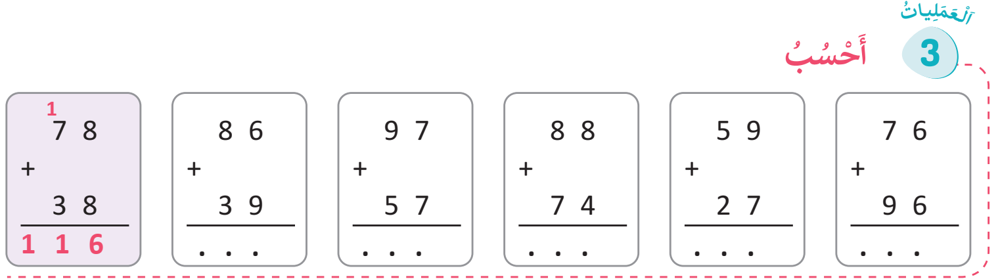 اَلْعَمَلِياتُ
3 أَحْسُبُ
1
7 8
+
3 8
1 1 6
8 6
+
3 9
. . .
9 7
+
5 7
. . .
8 8
+
7 4
. . .
5 9
+
2 7
. . .
7 6
+
9 6
. . .